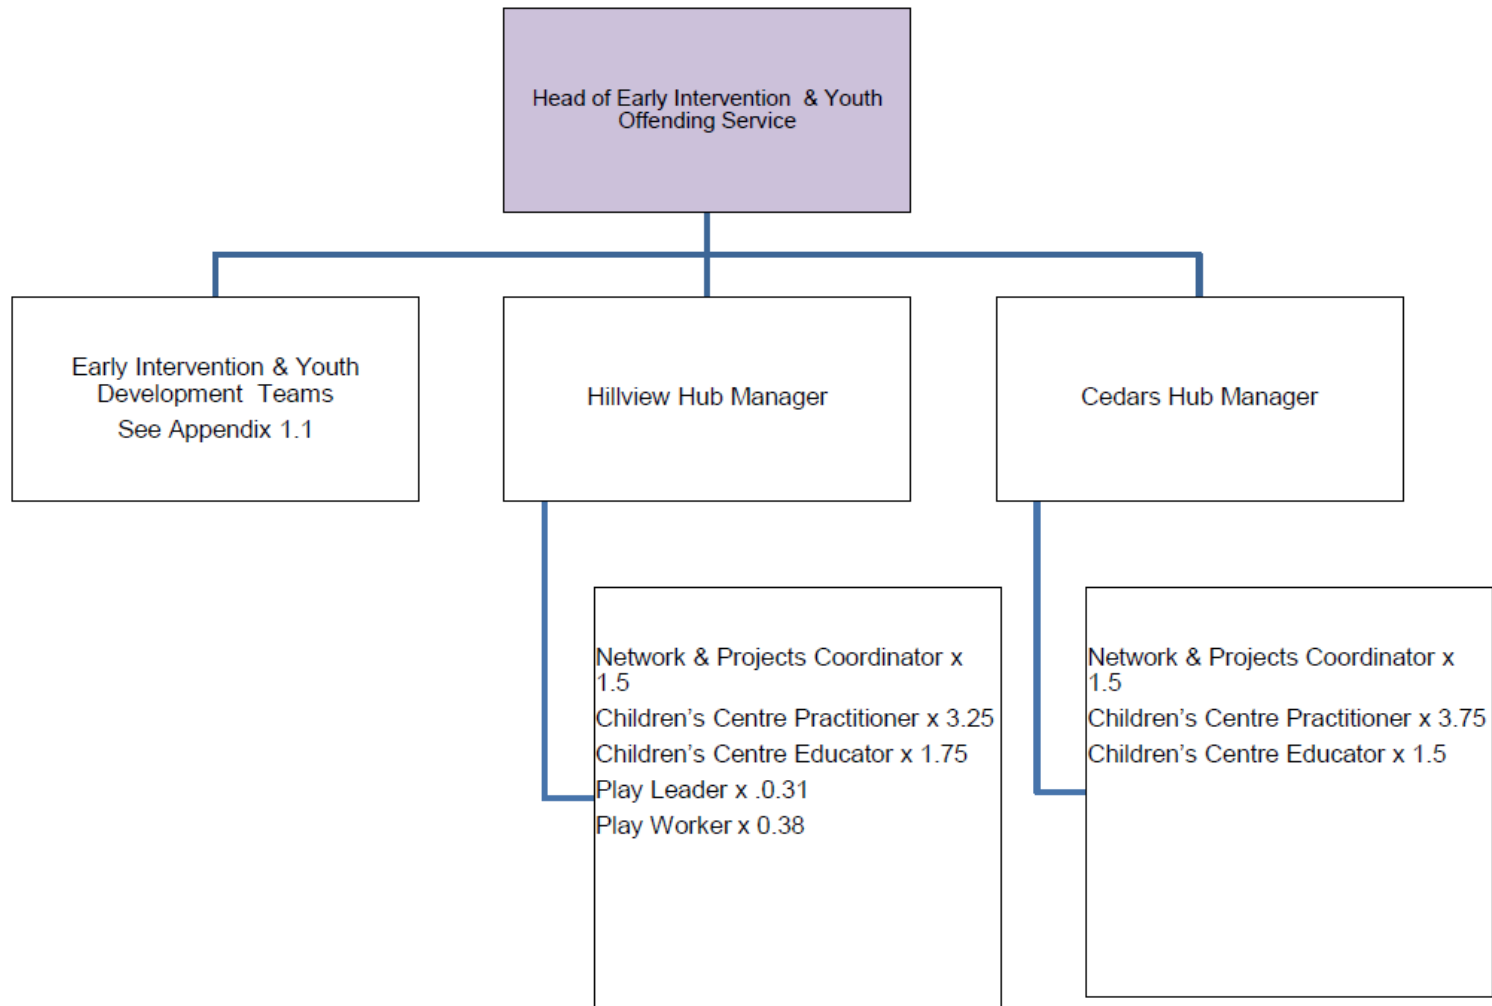 Head of Early Intervention & Youth
Offending Service
Early Intervention & Youth
Development Teams
See Appendix 1.1
Hillview Hub Manager
Cedars Hub Manager
Network & Projects Coordinator x
1.5
Children’s Centre Practitioner x 3.25
Children’s Centre Educator x 1.75
Play Leader x .0.31
Play Worker x 0.38
Network & Projects Coordinator x
1.5
Children’s Centre Practitioner x 3.75
Children’s Centre Educator x 1.5